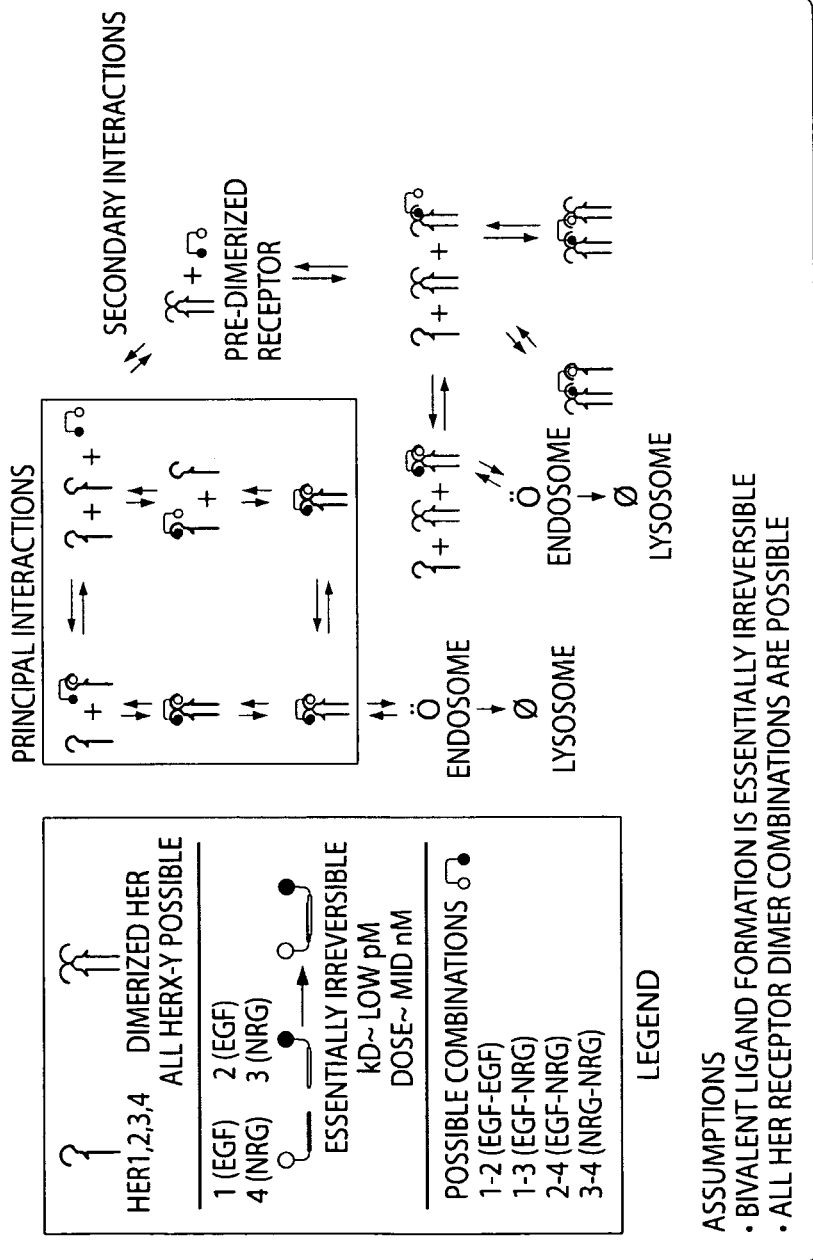 PRINCIPAL INTERACTIONS
SECONDARY INTERACTIONS
+
+
+
+
+
PRE-DIMERIZED
RECEPTOR
+
+
+
+
Ö
ENDOSOME
Ø
LYSOSOME
Ö
ENDOSOME
Ø
LYSOSOME
HER1,2,3,4
DIMERIZED HER
ALL HERX-Y POSSIBLE
1 (EGF) 2 (EGF)
4 (NRG) 3 (NRG)
ESSENTIALLY IRREVERSIBLE
kD~ LOW pM
DOSE~ MID nM
POSSIBLE COMBINATIONS
1-2 (EGF-EGF)
1-3 (EGF-NRG)
2-4 (EGF-NRG)
3-4 (NRG-NRG)
LEGEND
ASSUMPTIONS
• BIVALENT LIGAND FORMATION IS ESSENTIALLY IRREVERSIBLE
• ALL HER RECEPTOR DIMER COMBINATIONS ARE POSSIBLE